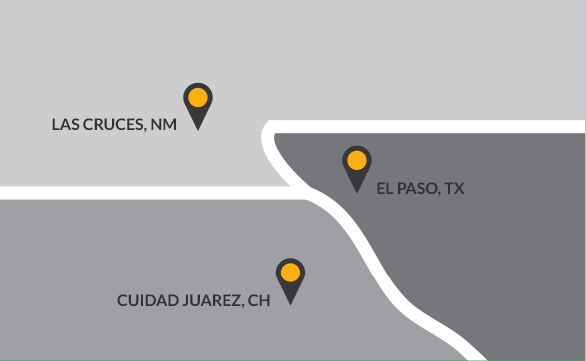 LAS CRUCES, NM
EL PASO, TX
CUIDAD JUAREZ, CH